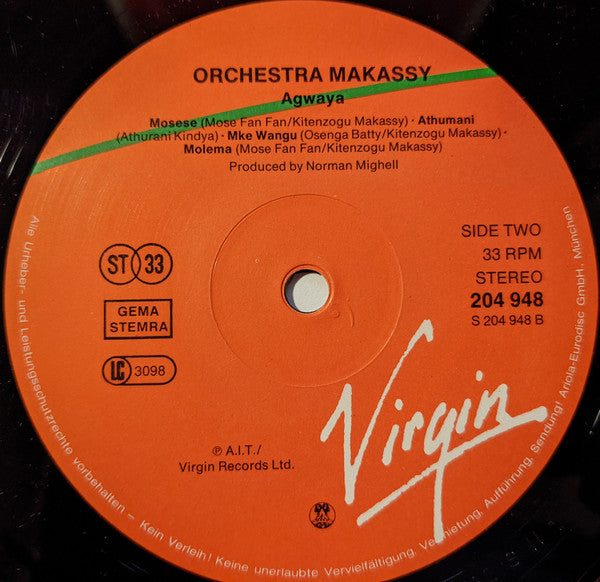 ORCHESTRA MAKASSY
Agwaya
Mosese (Mose Fan Fan/Kitenzogu Makassy) · Athumani
(Athurani Kindya) · Mke Wangu (Osenga Batty/Kitenzogu Makassy) ·
Molema (Mose Fan Fan/Kitenzogu Makassy)
Produced by Norman Mighell
SIDE TWO
33 RPM
STEREO
204 948
S 204 948 B
ST 33
GEMA
STEMRA
LC 3098
Virgin
℗ A.I.T./
Virgin Records Ltd.
Alle Urheber- und Leistungsschutzrechte vorbehalten – Kein Verleih! Keine unerlaubte Vervielfältigung, Vermietung, Aufführung, Sendung! Ariola-Eurodisc GmbH, München